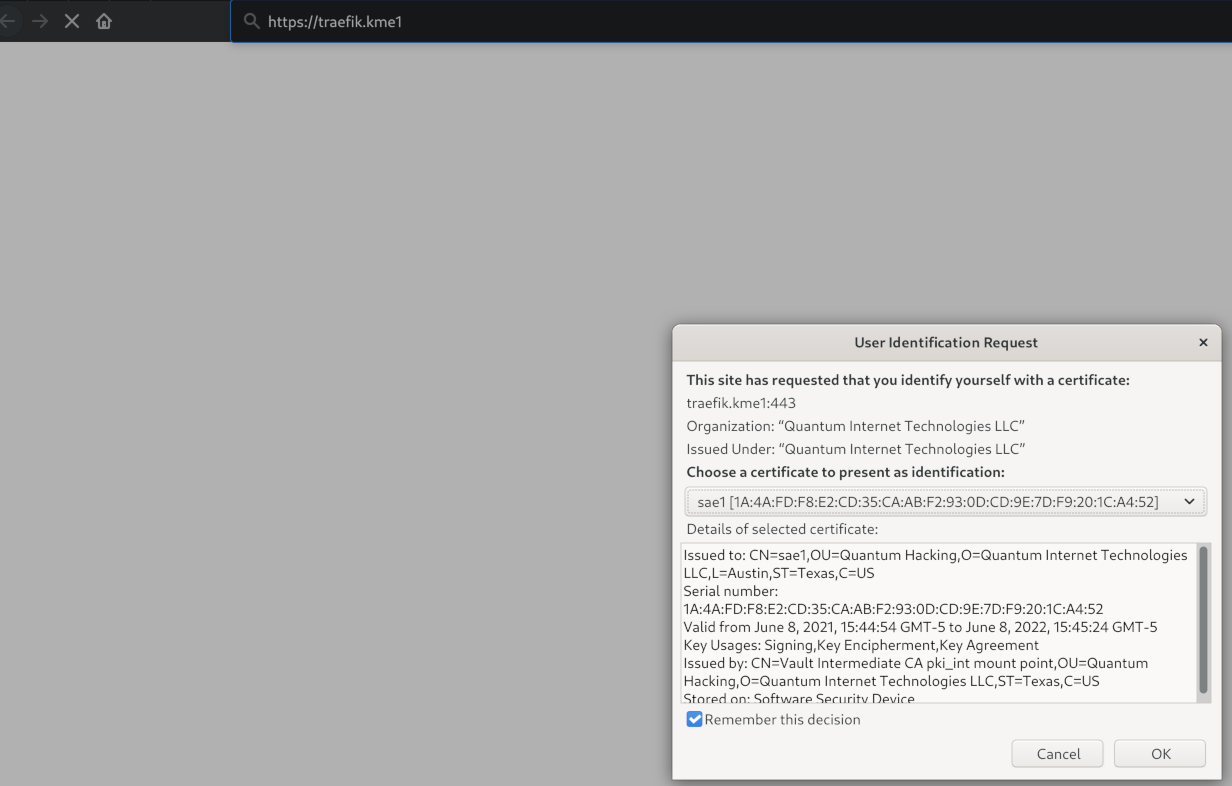 https://traefik.kme1
User Identification Request
This site has requested that you identify yourself with a certificate:
traefik.kme1:443
Organization: “Quantum Internet Technologies LLC”
Issued Under: “Quantum Internet Technologies LLC”
Choose a certificate to present as identification:
sae1 [1A:4A:FD:F8:E2:CD:35:CA:AB:F2:93:0D:CD:9E:7D:F9:20:1C:A4:52]
Details of selected certificate:
Issued to: CN=sae1,OU=Quantum Hacking,O=Quantum Internet Technologies
LLC,L=Austin,ST=Texas,C=US
Serial number:
1A:4A:FD:F8:E2:CD:35:CA:AB:F2:93:0D:CD:9E:7D:F9:20:1C:A4:52
Valid from June 8, 2021, 15:44:54 GMT-5 to June 8, 2022, 15:45:24 GMT-5
Key Usages: Signing,Key Encipherment,Key Agreement
Issued by: CN=Vault Intermediate CA pki_int mount point,OU=Quantum
Hacking,O=Quantum Internet Technologies LLC,ST=Texas,C=US
Stored on: Software Security Device
Remember this decision
Cancel
OK